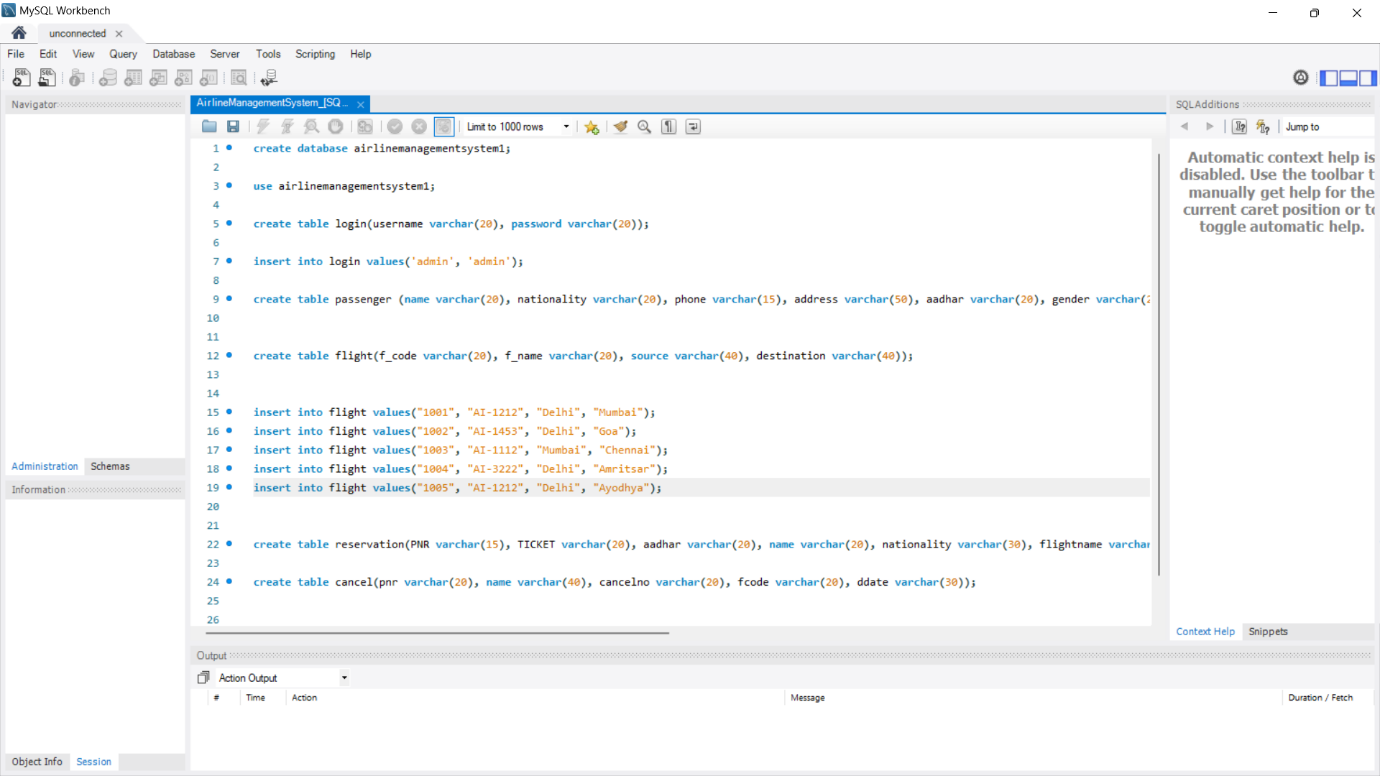 MySQL Workbench
unconnected
File Edit View Query Database Server Tools Scripting Help
Navigator
AirlineManagementSystem_[SQ...
SQLAdditions
Limit to 1000 rows
Jump to
1 create database airlinemanagementsystem1;
2
3 use airlinemanagementsystem1;
4
5 create table login(username varchar(20), password varchar(20));
6
7 insert into login values('admin', 'admin');
8
9 create table passenger (name varchar(20), nationality varchar(20), phone varchar(15), address varchar(50), aadhar varchar(20), gender varchar(2
10
11
12 create table flight(f_code varchar(20), f_name varchar(20), source varchar(40), destination varchar(40));
13
14
15 insert into flight values("1001", "AI-1212", "Delhi", "Mumbai");
16 insert into flight values("1002", "AI-1453", "Delhi", "Goa");
17 insert into flight values("1003", "AI-1112", "Mumbai", "Chennai");
18 insert into flight values("1004", "AI-3222", "Delhi", "Amritsar");
19 insert into flight values("1005", "AI-1212", "Delhi", "Ayodhya");
20
21
22 create table reservation(PNR varchar(15), TICKET varchar(20), aadhar varchar(20), name varchar(20), nationality varchar(30), flightname varchar
23
24 create table cancel(pnr varchar(20), name varchar(40), cancelno varchar(20), fcode varchar(20), ddate varchar(30));
25
26
Automatic context help is
disabled. Use the toolbar t
manually get help for the
current caret position or to
toggle automatic help.
Administration Schemas
Information
Context Help Snippets
Output
Action Output
# Time Action Message Duration / Fetch
Object Info Session